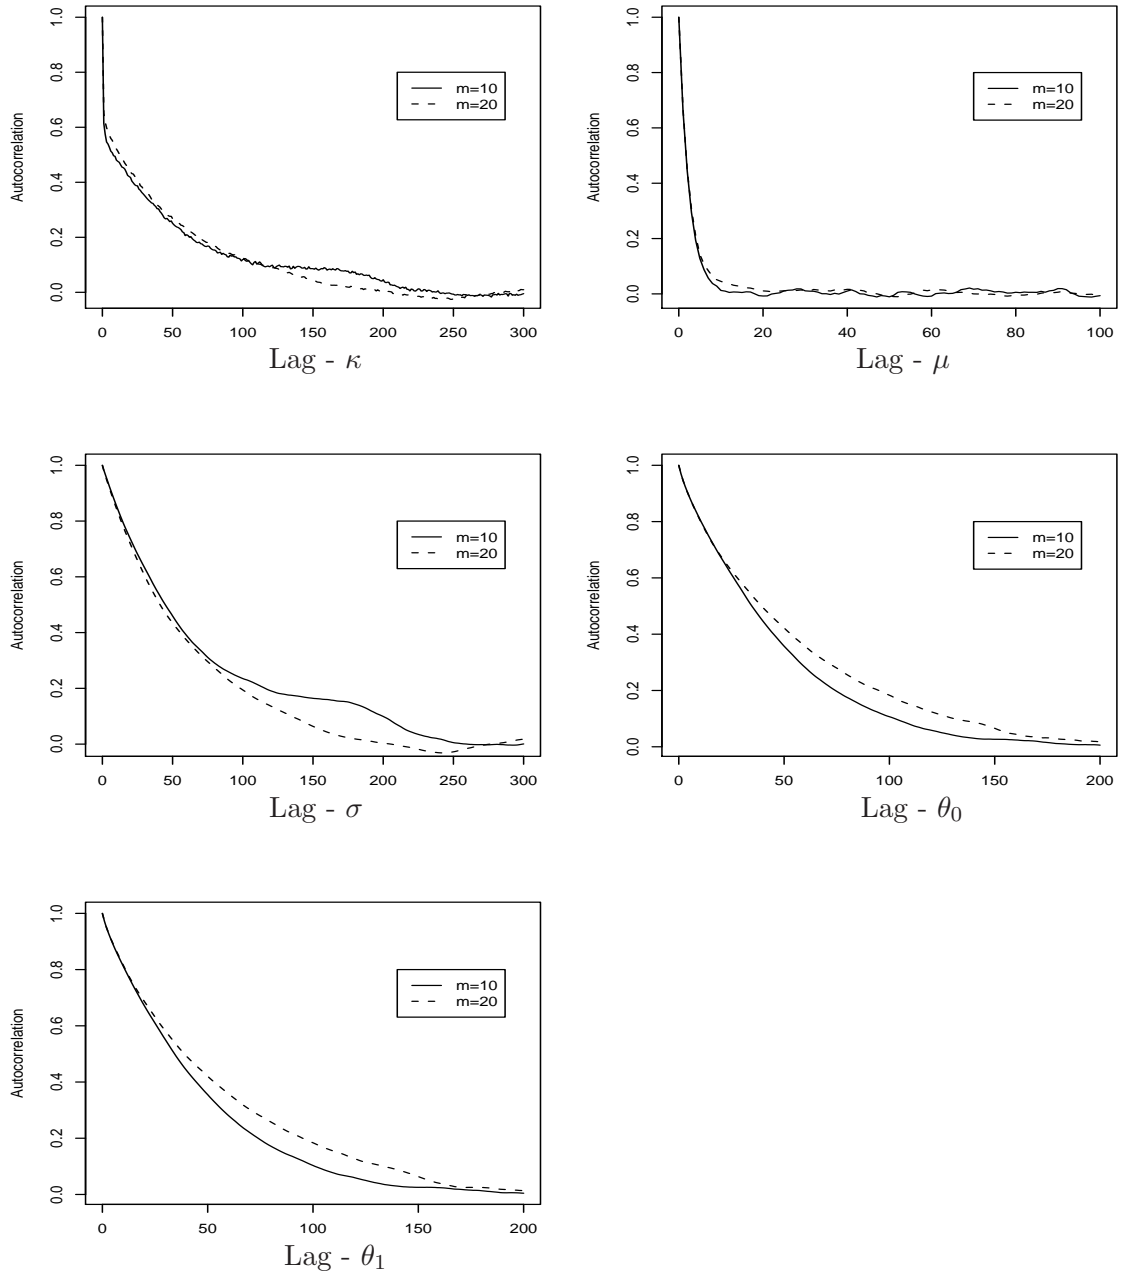 1.0
0.8
0.6
0.4
0.2
0.0
Autocorrelation
m=10
m=20
0 50 100 150 200 250 300
Lag - κ
1.0
0.8
0.6
0.4
0.2
0.0
Autocorrelation
m=10
m=20
0 20 40 60 80 100
Lag - μ
1.0
0.8
0.6
0.4
0.2
0.0
Autocorrelation
m=10
m=20
0 50 100 150 200 250 300
Lag - σ
1.0
0.8
0.6
0.4
0.2
0.0
Autocorrelation
m=10
m=20
0 50 100 150 200
Lag - θ₀
1.0
0.8
0.6
0.4
0.2
0.0
Autocorrelation
m=10
m=20
0 50 100 150 200
Lag - θ₁